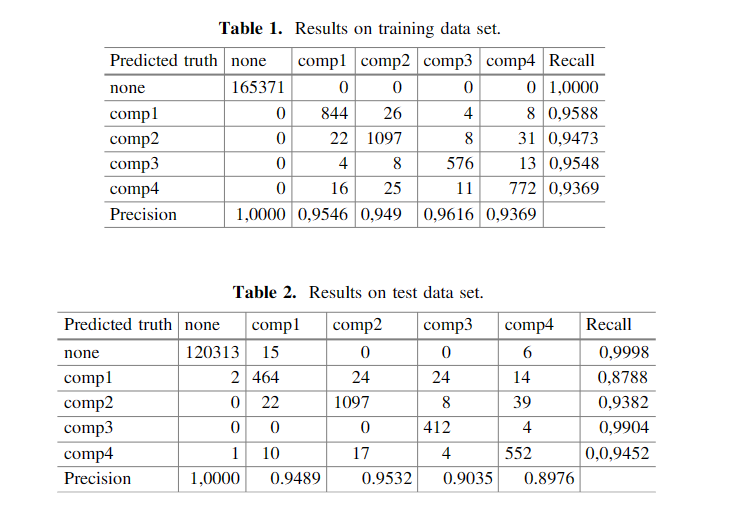 Table 1. Results on training data set.
Predicted truth none comp1 comp2 comp3 comp4 Recall
none 165371 0 0 0 0 1,0000
comp1 0 844 26 4 8 0,9588
comp2 0 22 1097 8 31 0,9473
comp3 0 4 8 576 13 0,9548
comp4 0 16 25 11 772 0,9369
Precision 1,0000 0,9546 0,949 0,9616 0,9369
Table 2. Results on test data set.
Predicted truth none comp1 comp2 comp3 comp4 Recall
none 120313 15 0 0 6 0,9998
comp1 2 464 24 24 14 0,8788
comp2 0 22 1097 8 39 0,9382
comp3 0 0 0 412 4 0,9904
comp4 1 10 17 4 552 0,0,9452
Precision 1,0000 0.9489 0.9532 0.9035 0.8976